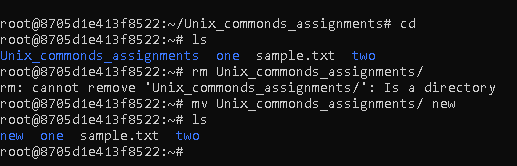 root@8705d1e413f8522:~/Unix_commonds_assignments# cd
root@8705d1e413f8522:~# ls
Unix_commonds_assignments  one  sample.txt  two
root@8705d1e413f8522:~# rm Unix_commonds_assignments/
rm: cannot remove 'Unix_commonds_assignments/': Is a directory
root@8705d1e413f8522:~# mv Unix_commonds_assignments/ new
root@8705d1e413f8522:~# ls
new  one  sample.txt  two
root@8705d1e413f8522:~#